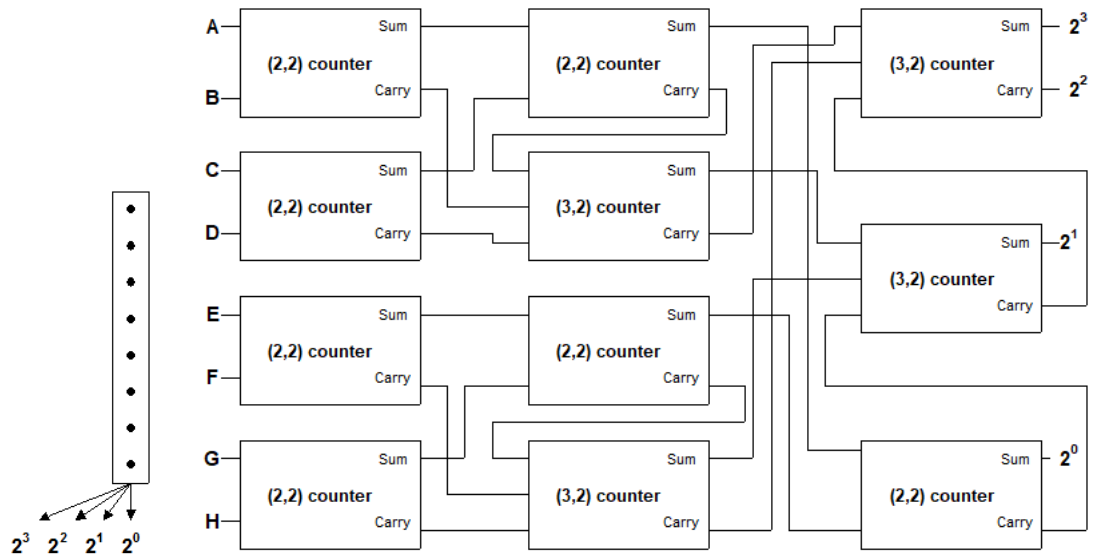 A Sum Sum Sum 2³
(2,2) counter (2,2) counter (3,2) counter
B Carry Carry Carry 2²
C Sum Sum
(2,2) counter (3,2) counter
D Carry Carry
Sum 2¹
(3,2) counter
Carry
E Sum Sum
(2,2) counter (2,2) counter
F Carry Carry
G Sum Sum Sum 2⁰
(2,2) counter (3,2) counter (2,2) counter
H Carry Carry Carry
2³ 2² 2¹ 2⁰